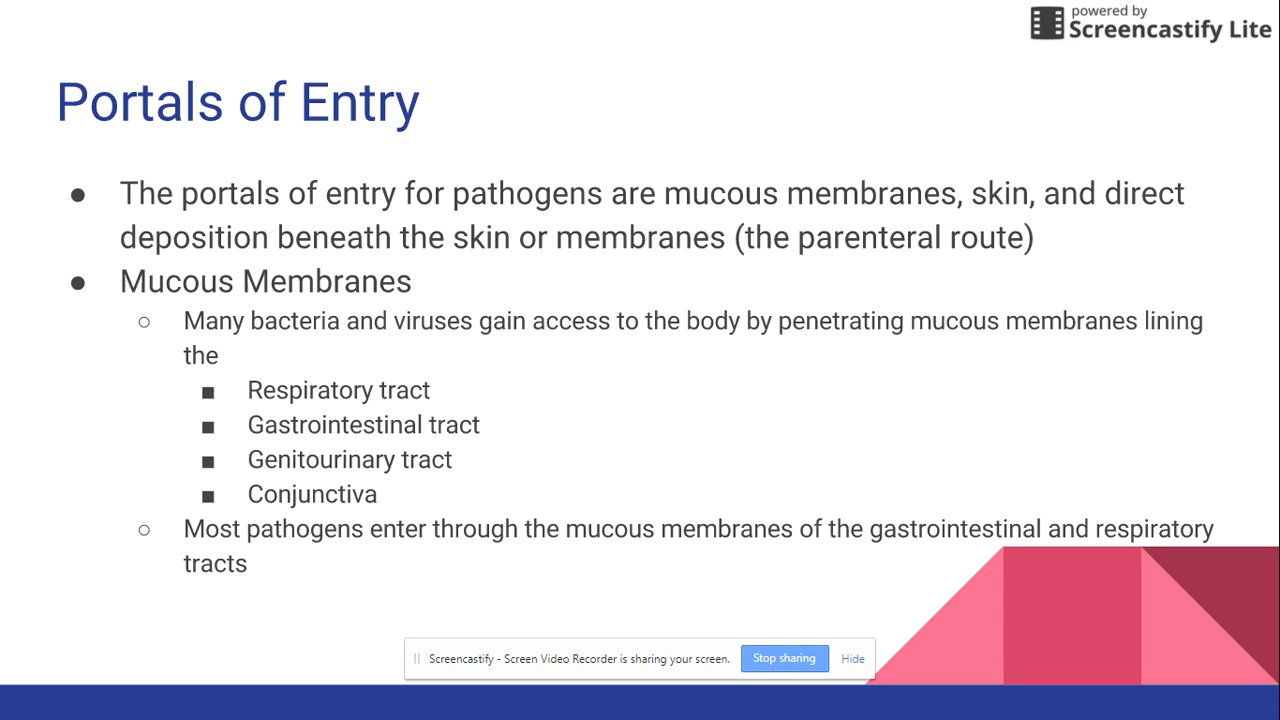 powered by
Screencastify Lite
Portals of Entry
● The portals of entry for pathogens are mucous membranes, skin, and direct
deposition beneath the skin or membranes (the parenteral route)
● Mucous Membranes
○ Many bacteria and viruses gain access to the body by penetrating mucous membranes lining
the
■ Respiratory tract
■ Gastrointestinal tract
■ Genitourinary tract
■ Conjunctiva
○ Most pathogens enter through the mucous membranes of the gastrointestinal and respiratory
tracts
Screencastify - Screen Video Recorder is sharing your screen. Stop sharing Hide